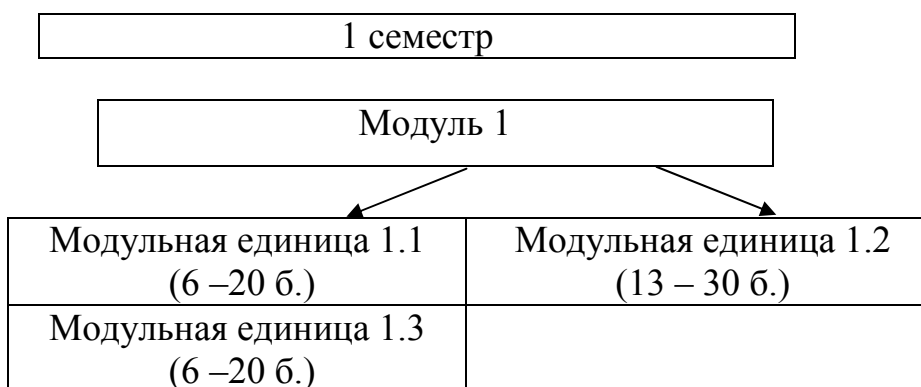 1 семестр
Модуль 1
Модульная единица 1.1
(6 –20 б.)
Модульная единица 1.2
(13 – 30 б.)
Модульная единица 1.3
(6 –20 б.)